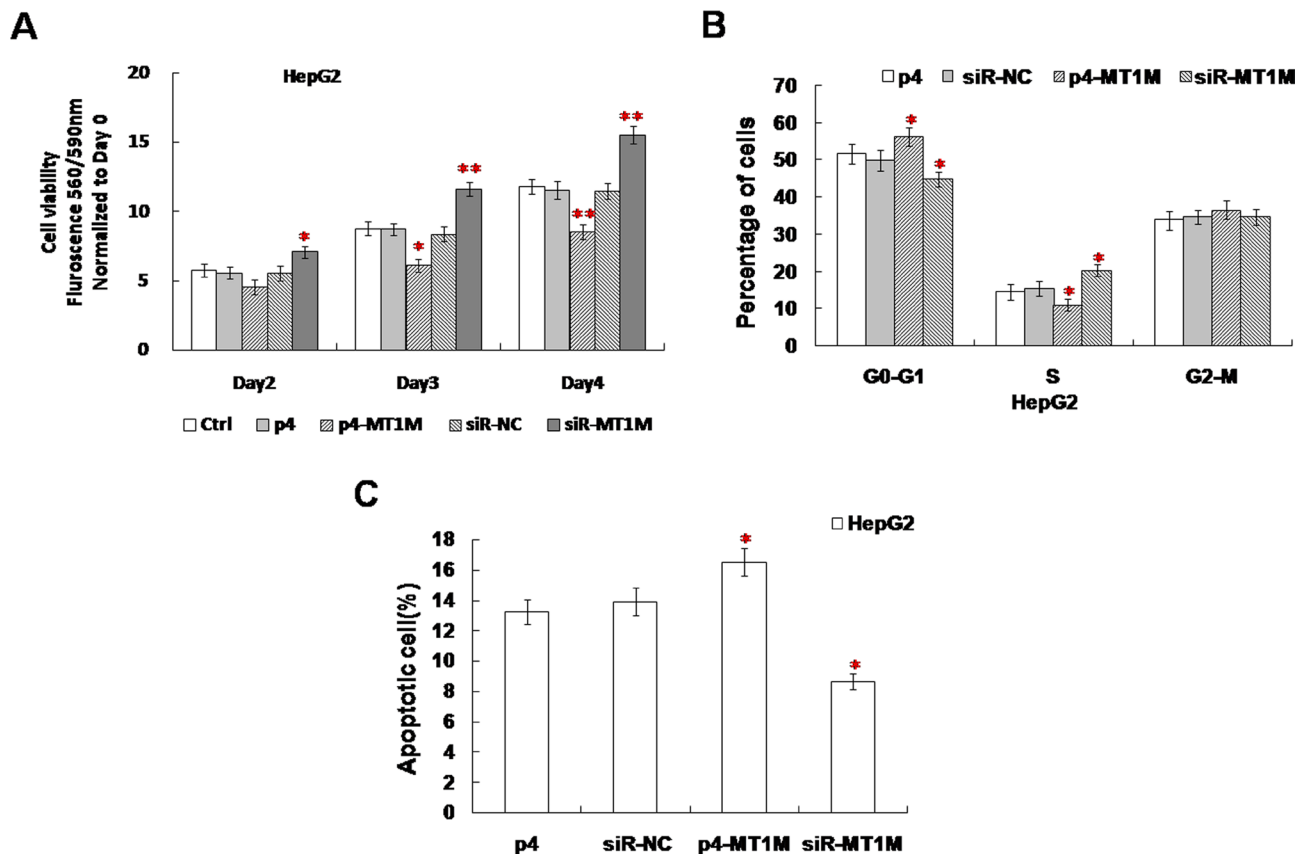 A
HepG2
Cell viability
Fluroscence 560/590nm
Normalized to Day 0
20
15
10
5
0
*
*
**
**
**
Day2 Day3 Day4
Ctrl p4 p4-MT1M siR-NC siR-MT1M
B
p4 siR-NC p4-MT1M siR-MT1M
Percentage of cells
70
60
50
40
30
20
10
0
*
*
*
*
G0-G1 S G2-M
HepG2
C
HepG2
Apoptotic cell(%)
18
16
14
12
10
8
6
4
2
0
*
*
p4 siR-NC p4-MT1M siR-MT1M